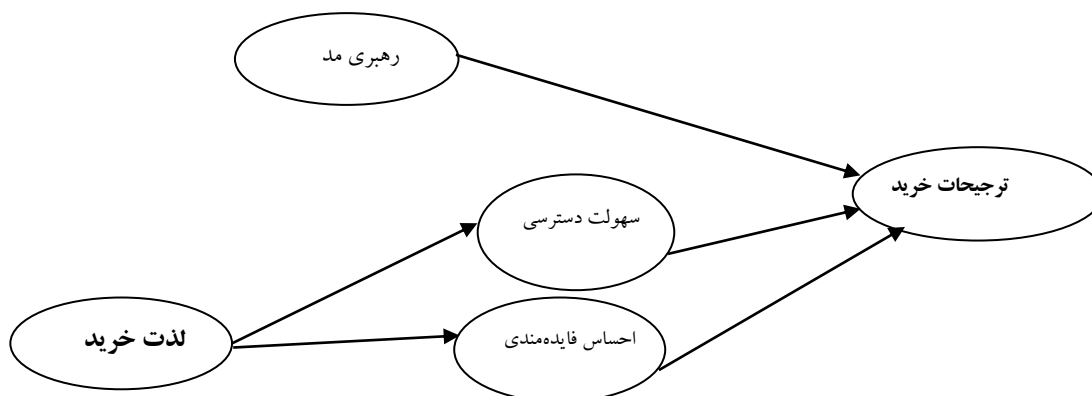 رهبری مد
ترجیحات خرید
سهولت دسترسی
احساس فایده‌مندی
لذت خرید